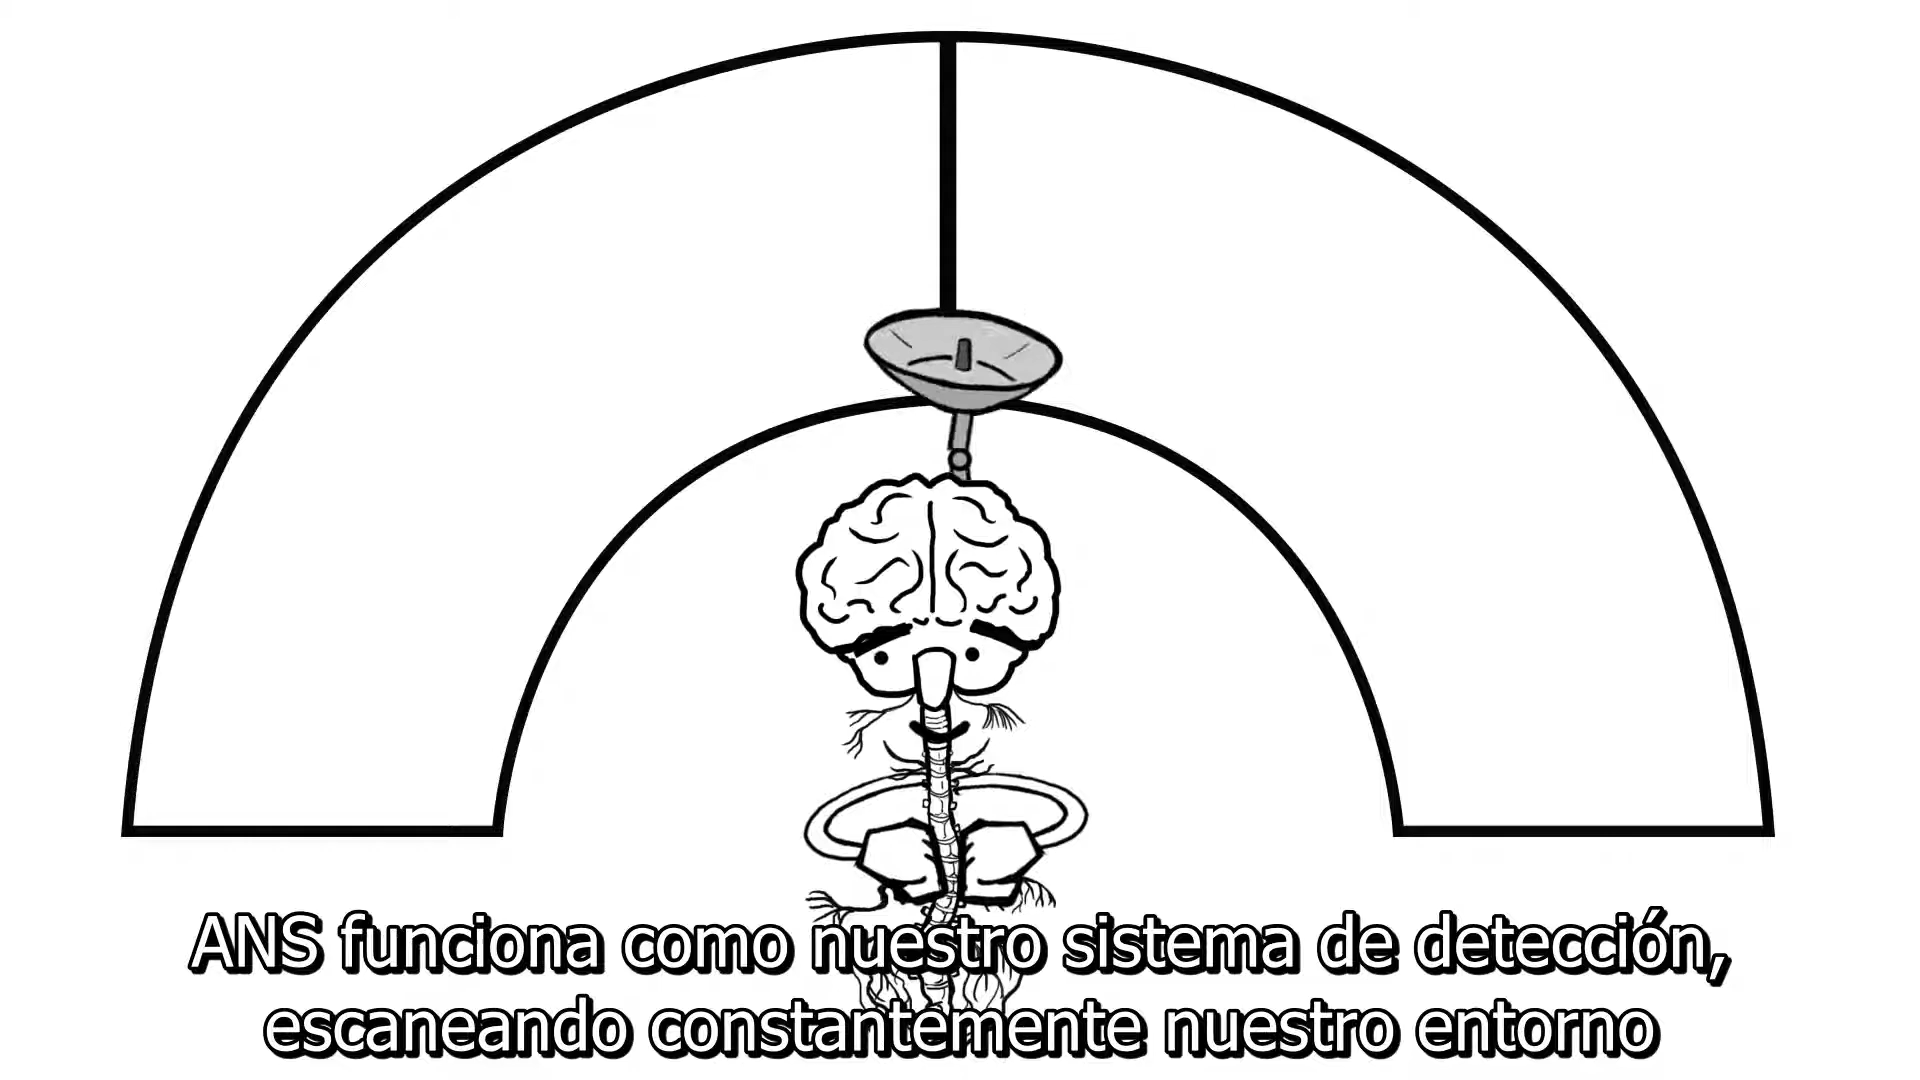 ANS funciona como nuestro sistema de detección,
escaneando constantemente nuestro entorno